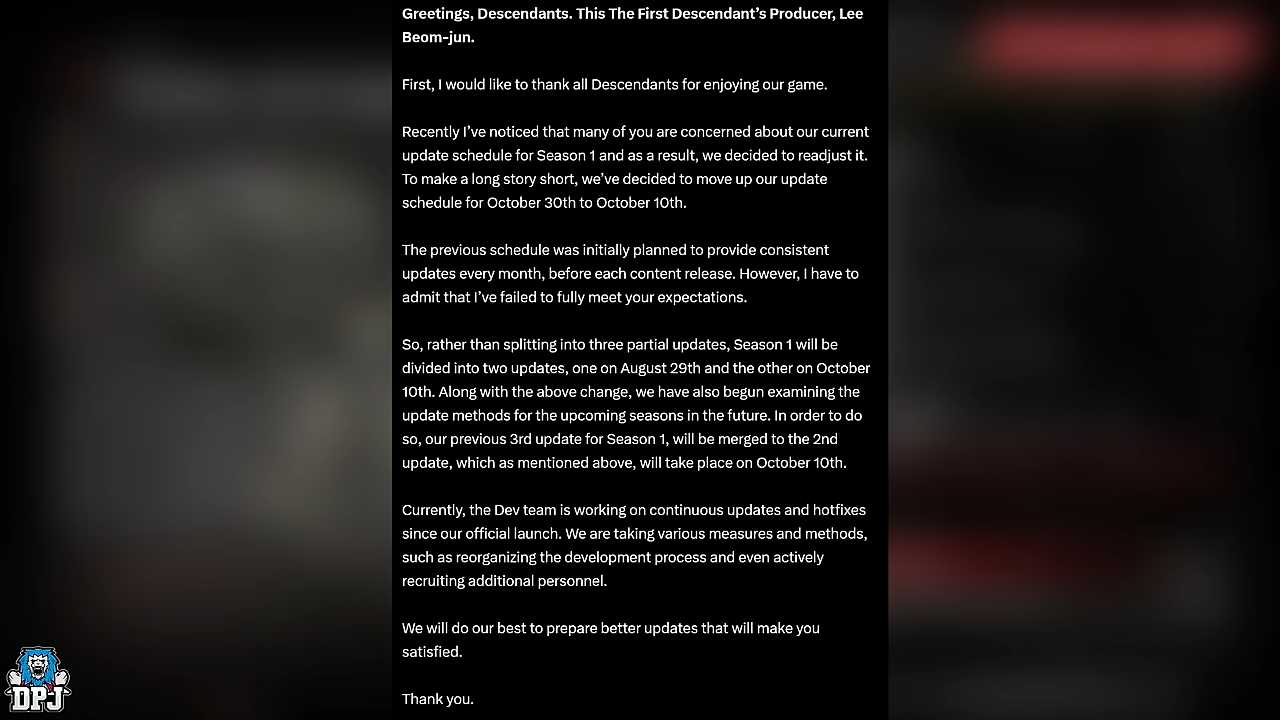 Greetings, Descendants. This The First Descendant’s Producer, Lee
Beom-jun.
First, I would like to thank all Descendants for enjoying our game.
Recently I’ve noticed that many of you are concerned about our current
update schedule for Season 1 and as a result, we decided to readjust it.
To make a long story short, we’ve decided to move up our update
schedule for October 30th to October 10th.
The previous schedule was initially planned to provide consistent
updates every month, before each content release. However, I have to
admit that I’ve failed to fully meet your expectations.
So, rather than splitting into three partial updates, Season 1 will be
divided into two updates, one on August 29th and the other on October
10th. Along with the above change, we have also begun examining the
update methods for the upcoming seasons in the future. In order to do
so, our previous 3rd update for Season 1, will be merged to the 2nd
update, which as mentioned above, will take place on October 10th.
Currently, the Dev team is working on continuous updates and hotfixes
since our official launch. We are taking various measures and methods,
such as reorganizing the development process and even actively
recruiting additional personnel.
We will do our best to prepare better updates that will make you
satisfied.
Thank you.
DPJ